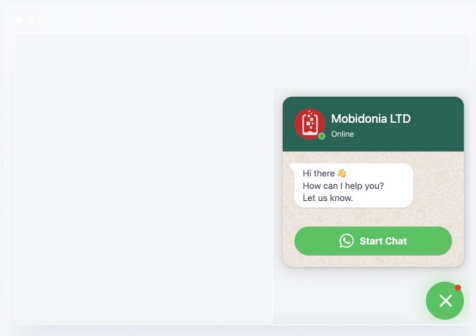 Mobidonia LTD
Online
Hi there 👋
How can I help you?
Let us know.
Start Chat